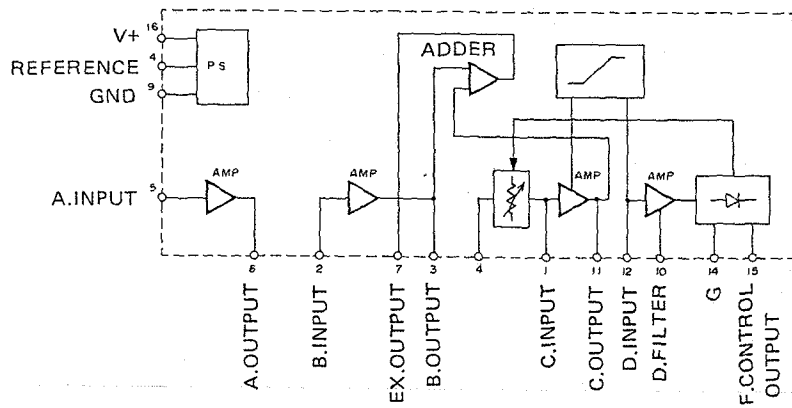 V+ 16
ADDER
REFERENCE 4
PS
GND 9
AMP
AMP
AMP
AMP
A.INPUT 5
6
2
7
3
4
1
11
12
10
14
15
A.OUTPUT
B.INPUT
EX.OUTPUT
B.OUTPUT
C.INPUT
C.OUTPUT
D.INPUT
D.FILTER
G
F.CONTROL
OUTPUT